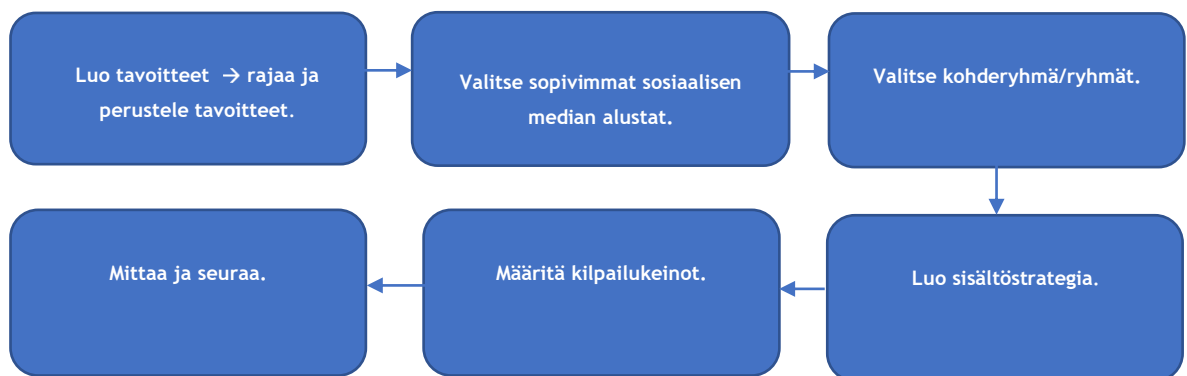 Luo tavoitteet → rajaa ja
perustele tavoitteet.
Valitse sopivimmat sosiaalisen
median alustat.
Valitse kohderyhmä/ryhmät.
Luo sisältöstrategia.
Määritä kilpailukeinot.
Mittaa ja seuraa.